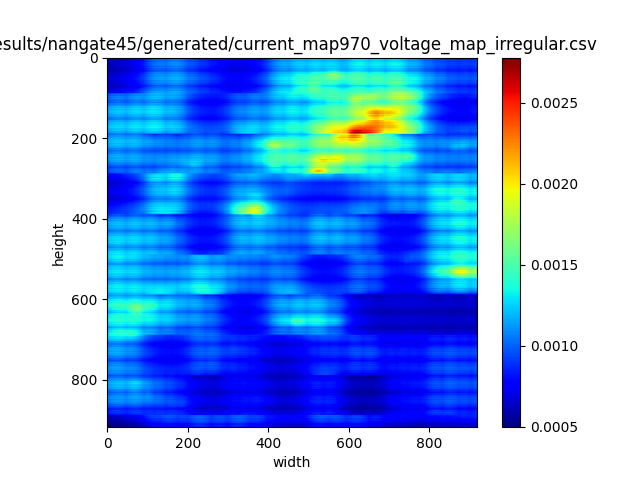 esults/nangate45/generated/current_map970_voltage_map_irregular.csv
0
200
400
600
800
height
0 200 400 600 800
width
0.0025
0.0020
0.0015
0.0010
0.0005